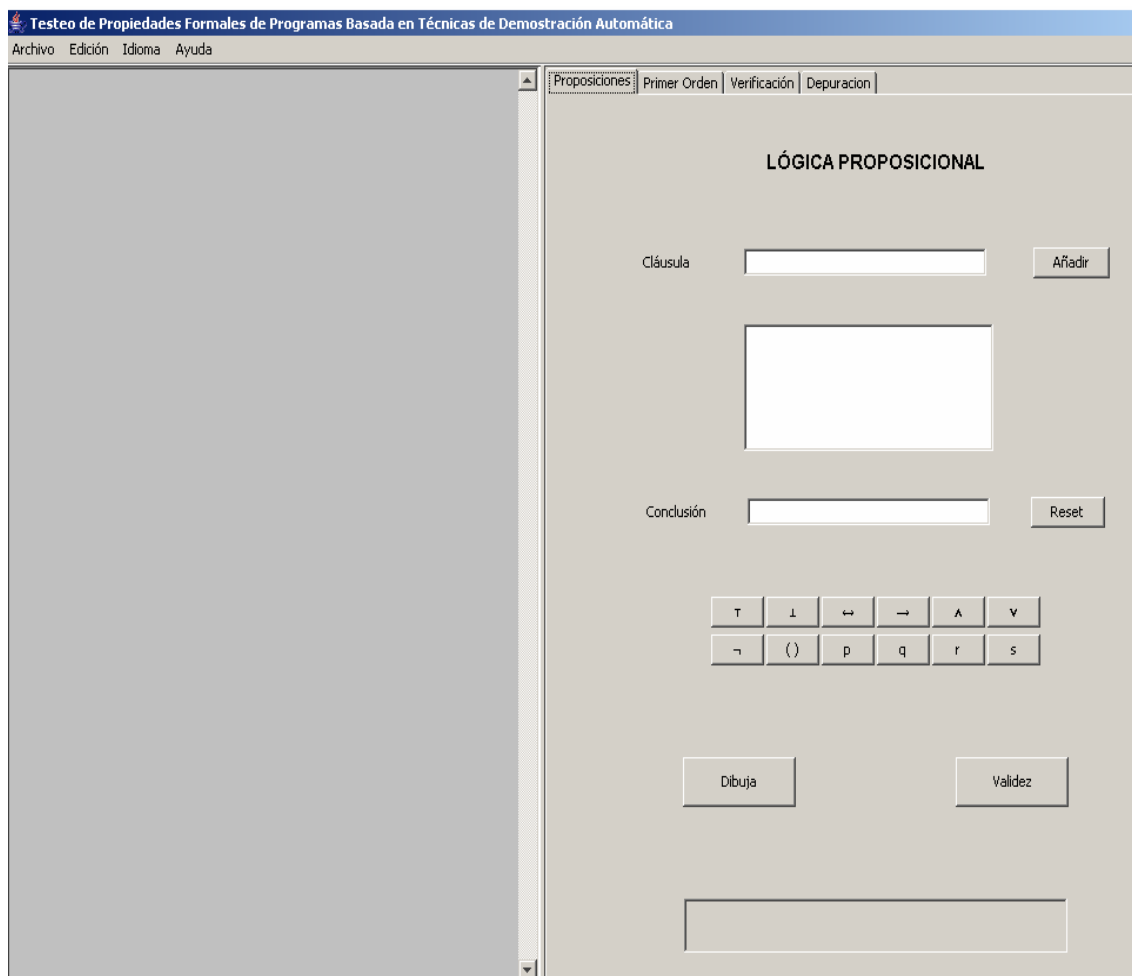 Testeo de Propiedades Formales de Programas Basada en Técnicas de Demostración Automática
Archivo Edición Idioma Ayuda
Proposiciones Primer Orden Verificación Depuracion
LÓGICA PROPOSICIONAL
Cláusula Añadir
Conclusión Reset
⊤ ⊥ ↔ → ∧ ∨
¬ () p q r s
Dibuja Validez